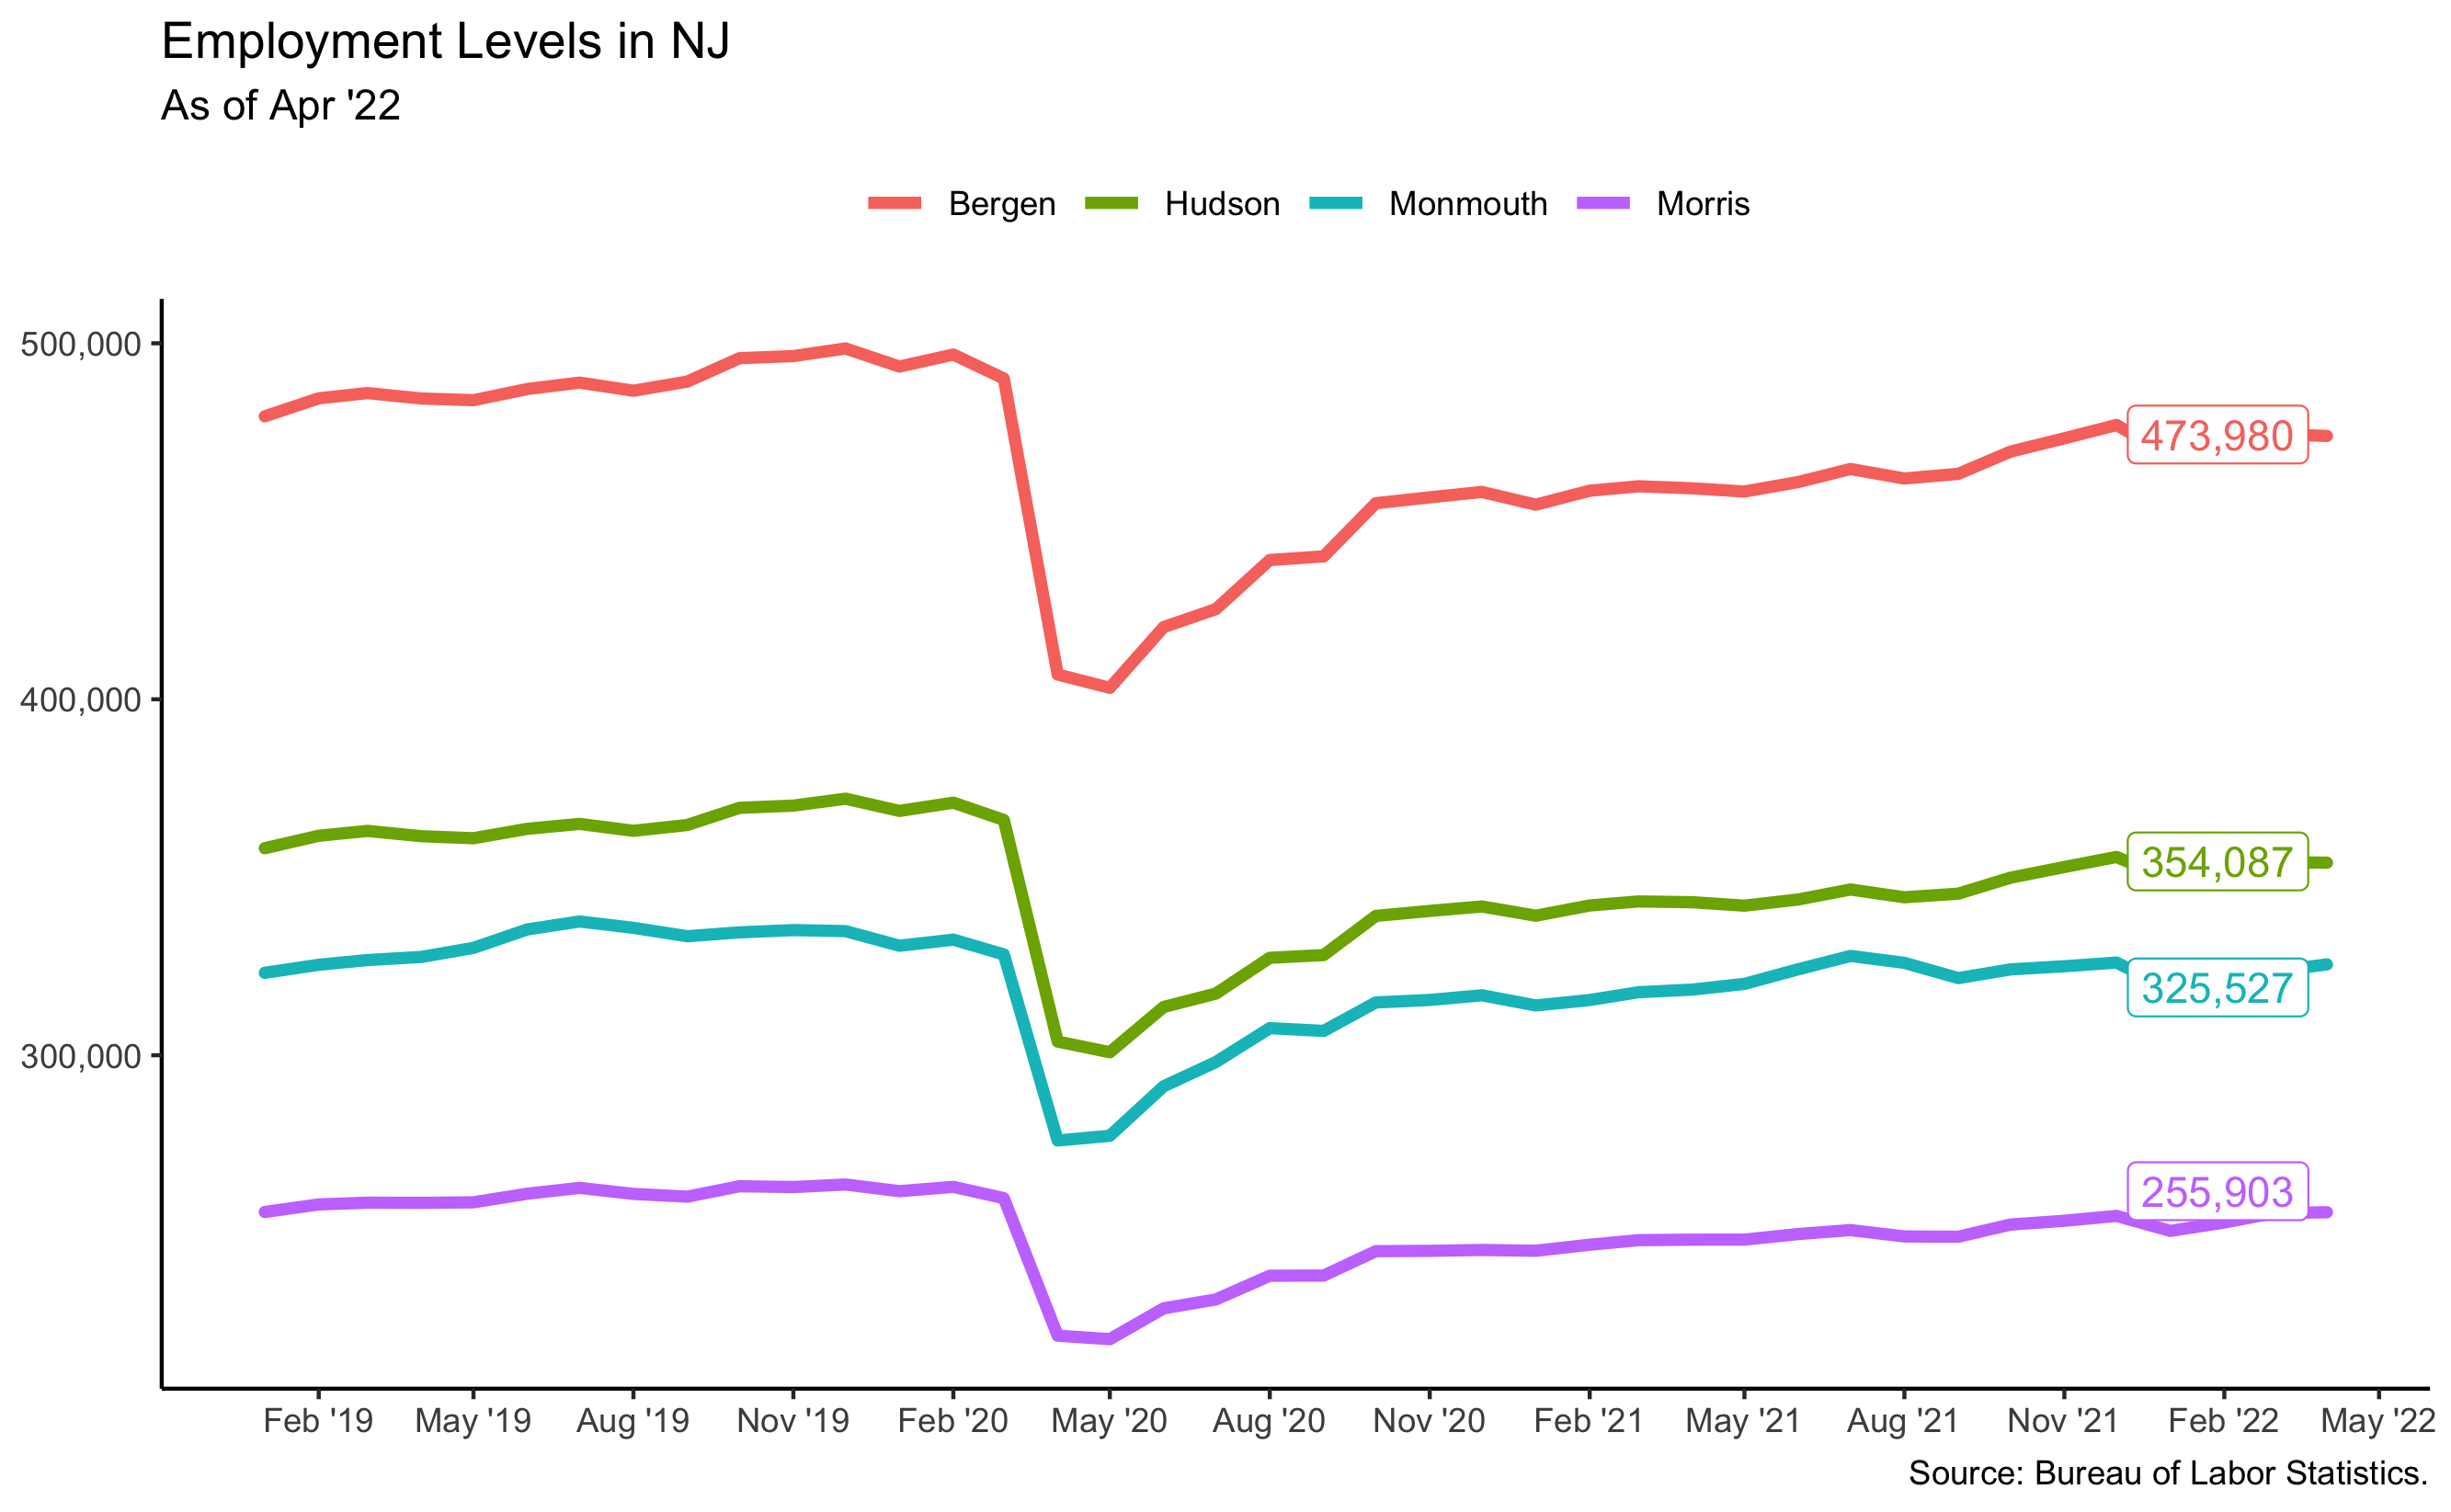 Employment Levels in NJ
As of Apr '22
Bergen Hudson Monmouth Morris
500,000
400,000
300,000
473,980
354,087
325,527
255,903
Feb '19 May '19 Aug '19 Nov '19 Feb '20 May '20 Aug '20 Nov '20 Feb '21 May '21 Aug '21 Nov '21 Feb '22 May '22
Source: Bureau of Labor Statistics.